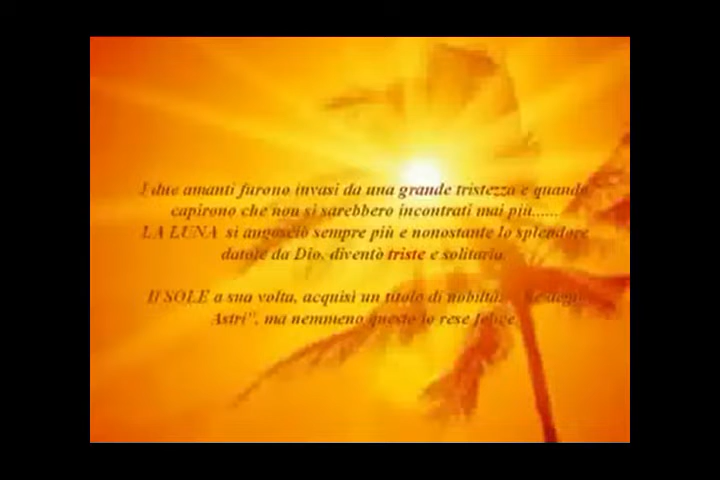 I due amanti furono invasi da una grande tristezza e quando
capirono che non si sarebbero incontrati mai più......
LA LUNA si angosciò sempre più e nonostante lo splendore
datole da Dio, diventò triste e solitaria.
Il SOLE a sua volta, acquisì un titolo di nobiltà:
Astri", ma nemmeno questo lo rese felice